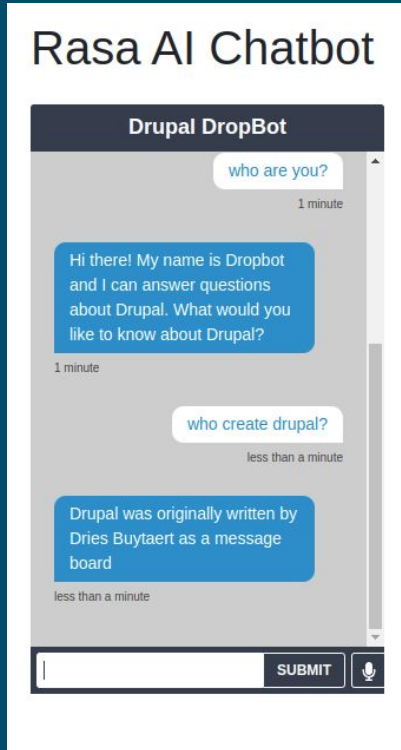 Rasa AI Chatbot
Drupal DropBot
who are you?
1 minute
Hi there! My name is Dropbot
and I can answer questions
about Drupal. What would you
like to know about Drupal?
1 minute
who create drupal?
less than a minute
Drupal was originally written by
Dries Buytaert as a message
board
less than a minute
SUBMIT